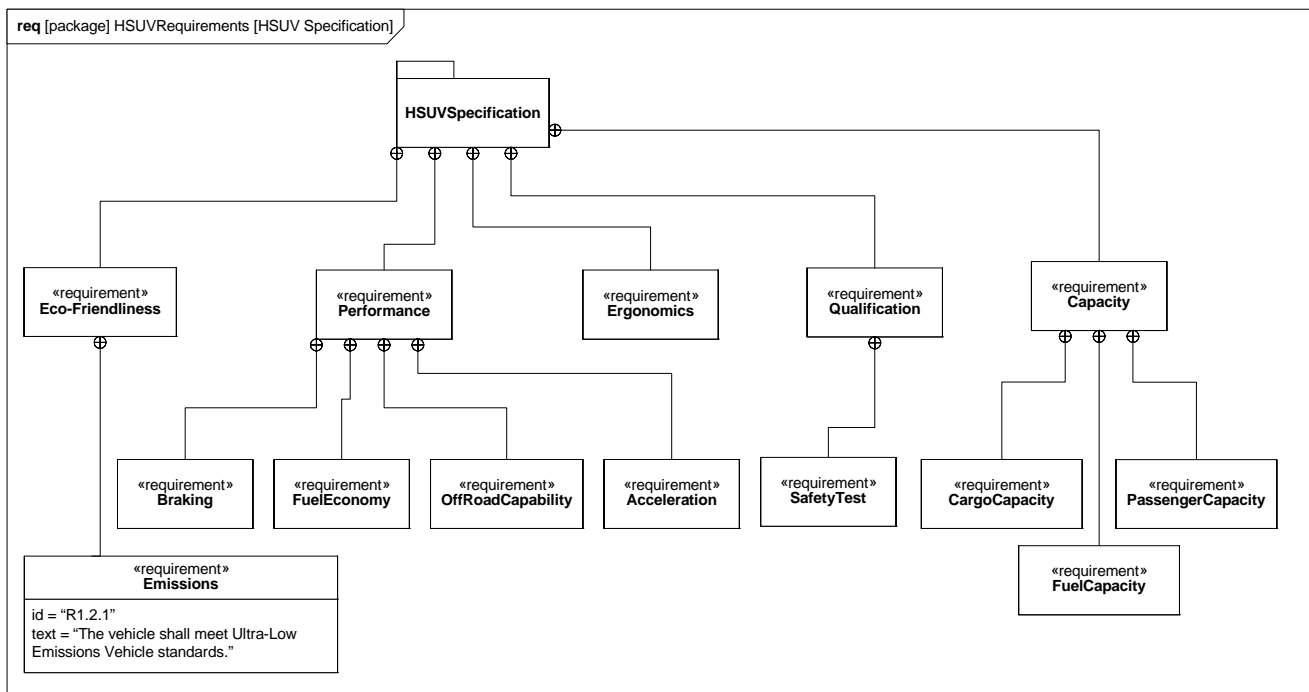 req [package] HSUVRequirements [HSUV Specification]
HSUVSpecification
«requirement»
Eco-Friendliness
«requirement»
Performance
«requirement»
Ergonomics
«requirement»
Qualification
«requirement»
Capacity
«requirement»
Braking
«requirement»
FuelEconomy
«requirement»
OffRoadCapability
«requirement»
Acceleration
«requirement»
SafetyTest
«requirement»
CargoCapacity
«requirement»
PassengerCapacity
«requirement»
FuelCapacity
«requirement»
Emissions
id = “R1.2.1”
text = “The vehicle shall meet Ultra-Low
Emissions Vehicle standards.”